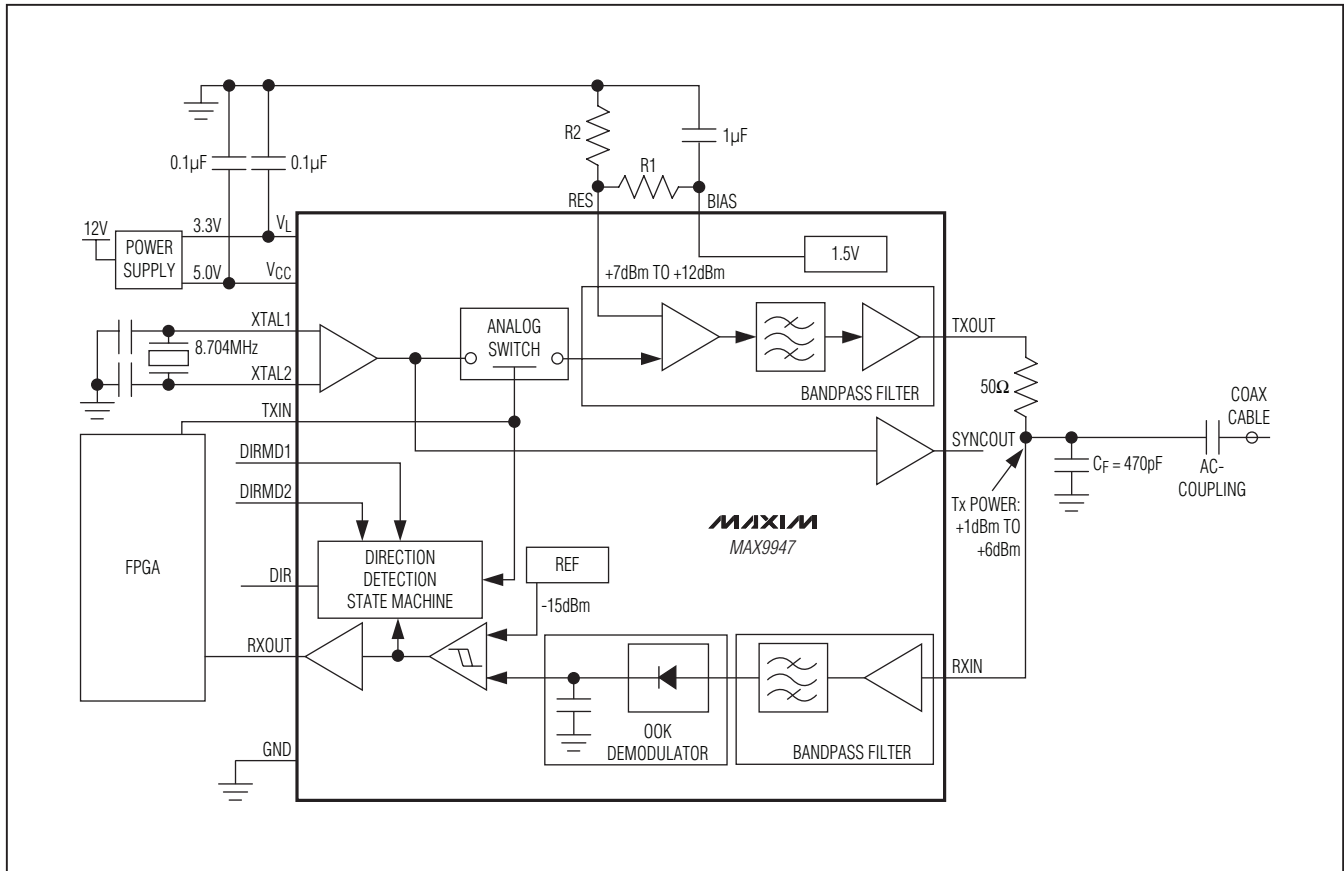 R2
1µF
0.1µF
0.1µF
R1
RES
BIAS
12V
POWER
SUPPLY
3.3V
VL
5.0V
VCC
1.5V
+7dBm TO +12dBm
XTAL1
8.704MHz
XTAL2
ANALOG
SWITCH
BANDPASS FILTER
TXOUT
50Ω
COAX
CABLE
TXIN
SYNCOUT
CF = 470pF
AC-
COUPLING
Tx POWER:
+1dBm TO
+6dBm
DIRMD1
DIRMD2
MAXIM
MAX9947
FPGA
DIR
DIRECTION
DETECTION
STATE MACHINE
REF
-15dBm
RXOUT
RXIN
OOK
DEMODULATOR
BANDPASS FILTER
GND